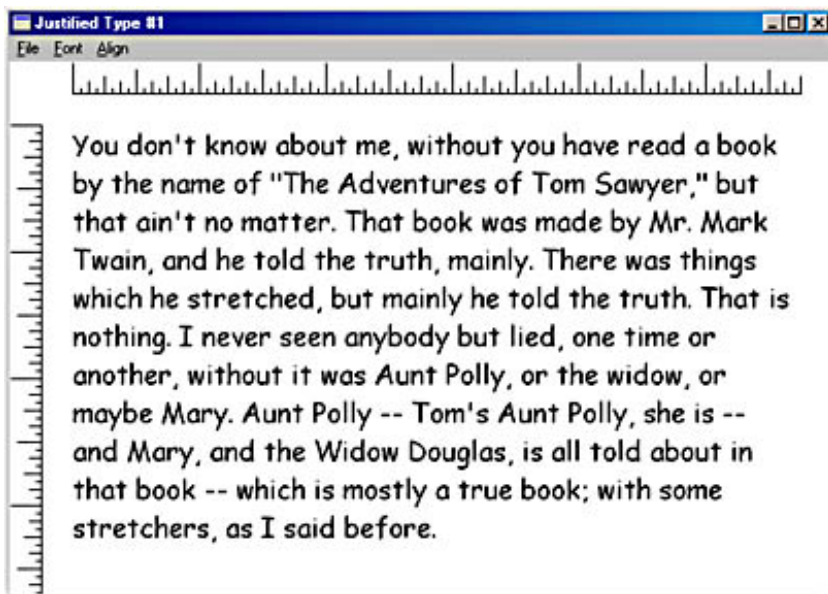 Justified Type #1
File Font Align
You don't know about me, without you have read a book
by the name of "The Adventures of Tom Sawyer," but
that ain't no matter. That book was made by Mr. Mark
Twain, and he told the truth, mainly. There was things
which he stretched, but mainly he told the truth. That is
nothing. I never seen anybody but lied, one time or
another, without it was Aunt Polly, or the widow, or
maybe Mary. Aunt Polly -- Tom's Aunt Polly, she is --
and Mary, and the Widow Douglas, is all told about in
that book -- which is mostly a true book; with some
stretchers, as I said before.